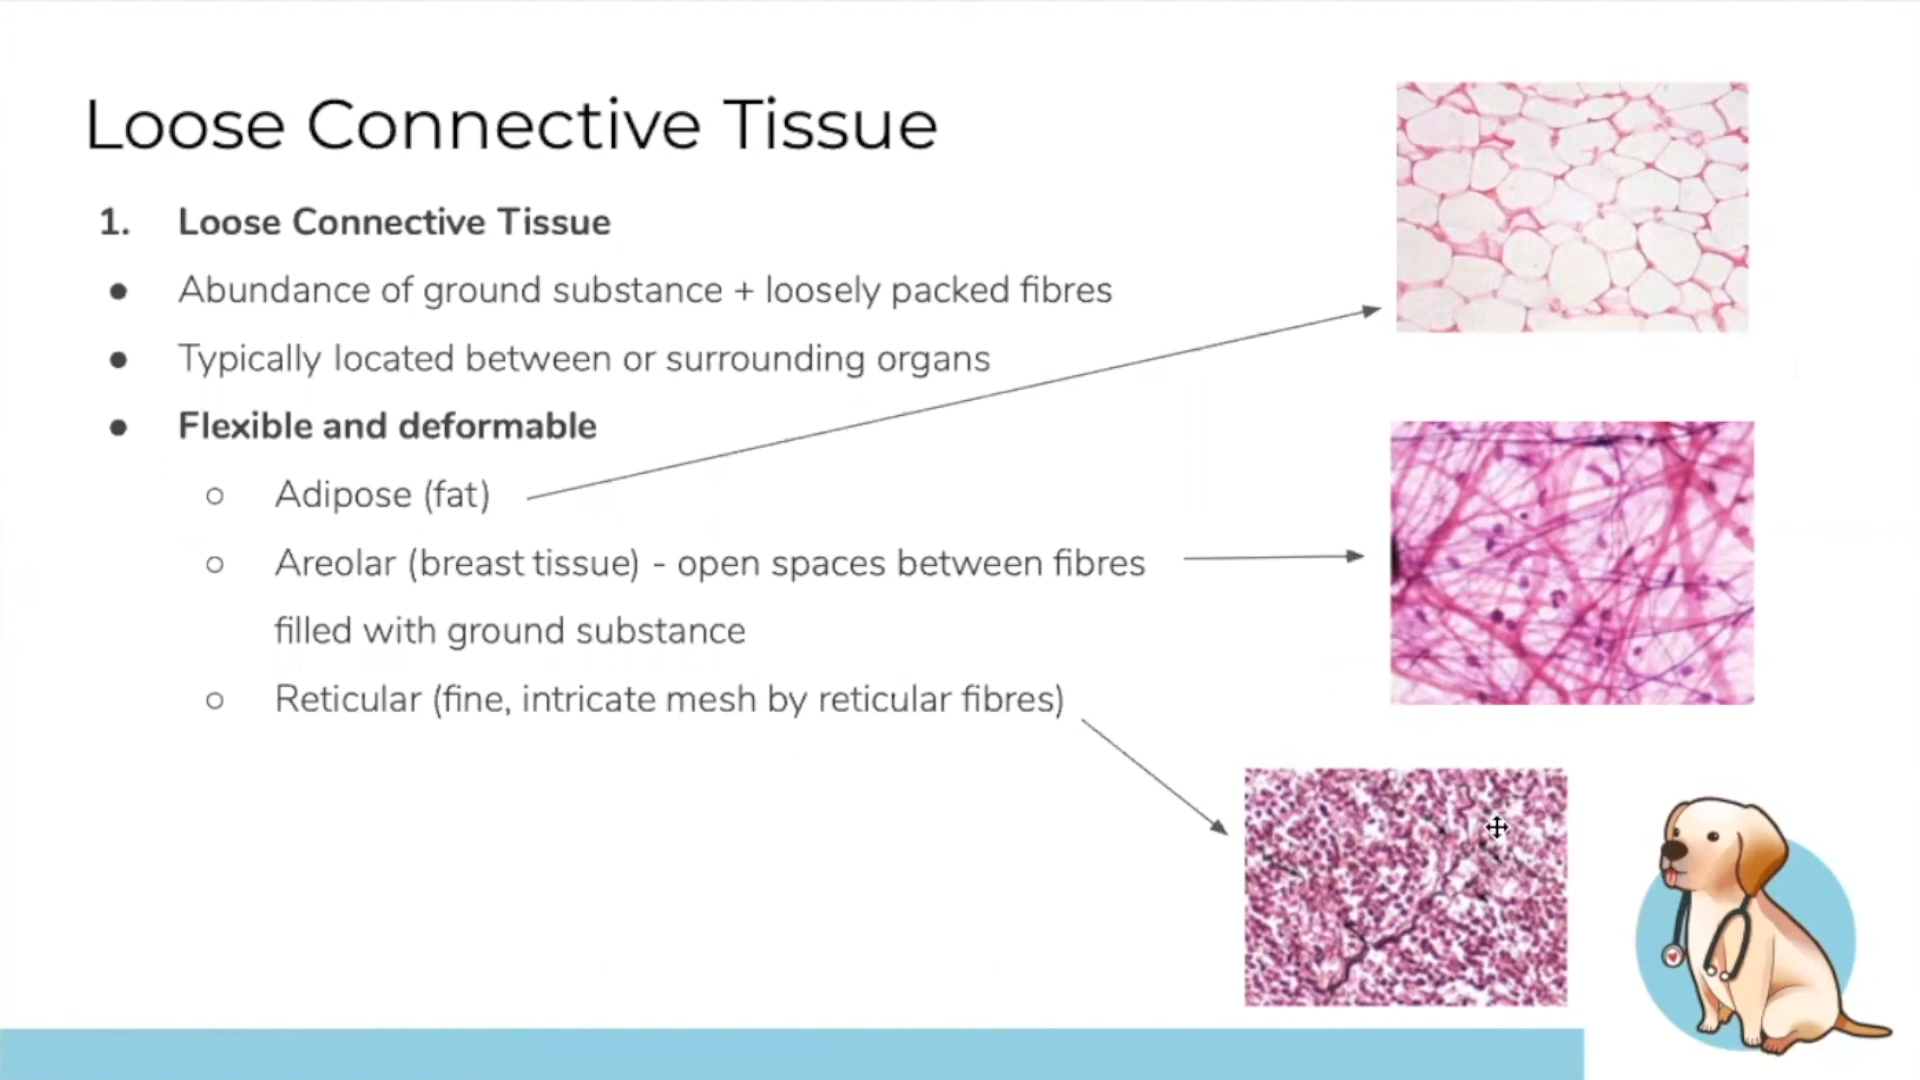 Loose Connective Tissue
1. Loose Connective Tissue
● Abundance of ground substance + loosely packed fibres
● Typically located between or surrounding organs
● Flexible and deformable
○ Adipose (fat)
○ Areolar (breast tissue) - open spaces between fibres
filled with ground substance
○ Reticular (fine, intricate mesh by reticular fibres)